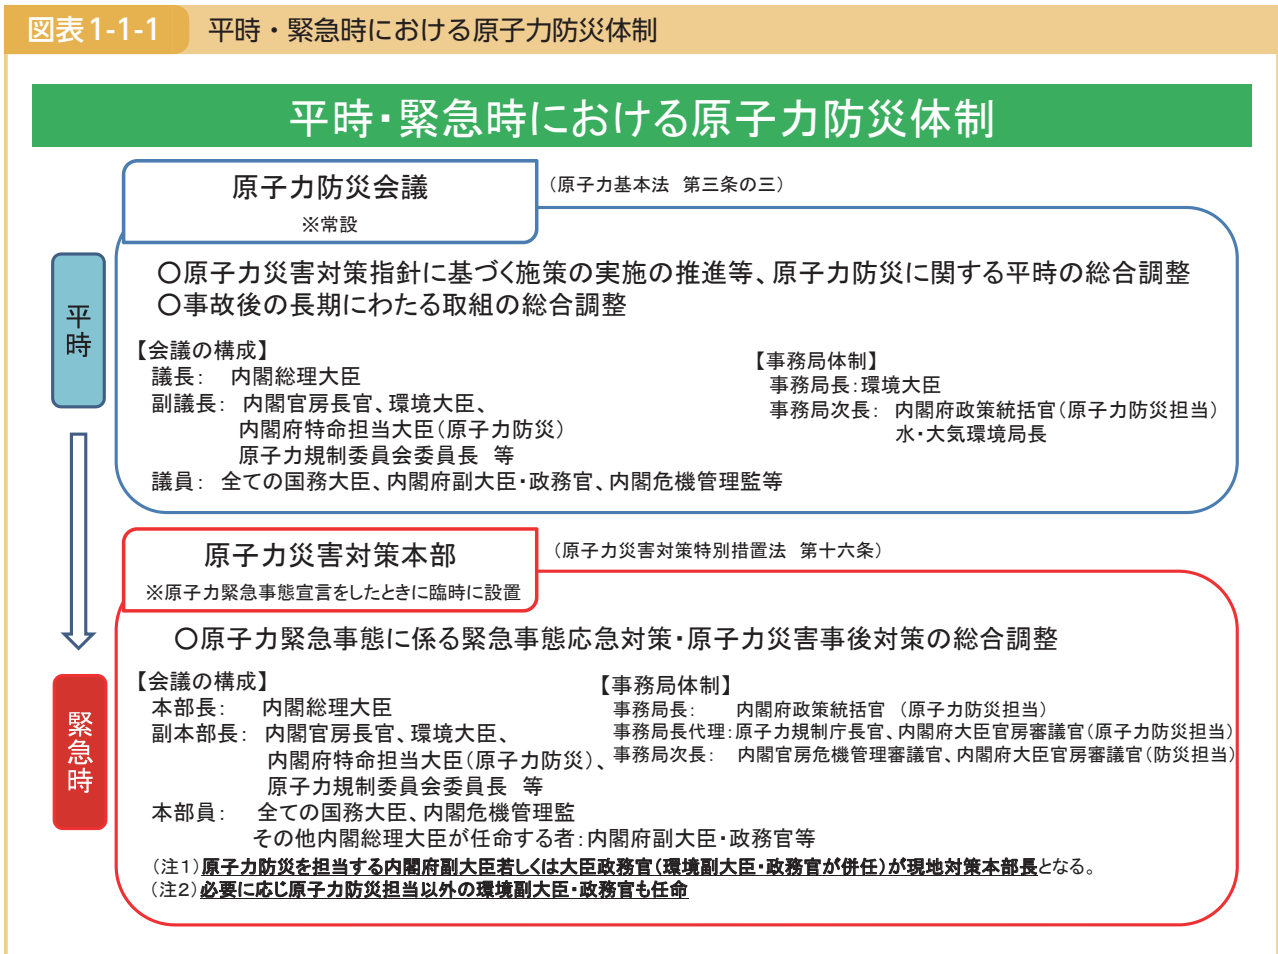 図表1-1-1 平時・緊急時における原子力防災体制
平時・緊急時における原子力防災体制
原子力防災会議
※常設
（原子力基本法 第三条の三）
平時
○原子力災害対策指針に基づく施策の実施の推進等、原子力防災に関する平時の総合調整
○事故後の長期にわたる取組の総合調整
【会議の構成】
議長： 内閣総理大臣
副議長： 内閣官房長官、環境大臣、
内閣府特命担当大臣（原子力防災）
原子力規制委員会委員長 等
議員： 全ての国務大臣、内閣府副大臣・政務官、内閣危機管理監等
【事務局体制】
事務局長：環境大臣
事務局次長： 内閣府政策統括官（原子力防災担当）
水・大気環境局長
原子力災害対策本部
※原子力緊急事態宣言をしたときに臨時に設置
（原子力災害対策特別措置法 第十六条）
緊急時
○原子力緊急事態に係る緊急事態応急対策・原子力災害事後対策の総合調整
【会議の構成】
本部長： 内閣総理大臣
副本部長： 内閣官房長官、環境大臣、
内閣府特命担当大臣（原子力防災）、
原子力規制委員会委員長 等
本部員： 全ての国務大臣、内閣危機管理監
その他内閣総理大臣が任命する者：内閣府副大臣・政務官等
【事務局体制】
事務局長： 内閣府政策統括官 （原子力防災担当）
事務局長代理：原子力規制庁長官、内閣府大臣官房審議官（原子力防災担当）
事務局次長： 内閣官房危機管理審議官、内閣府大臣官房審議官（防災担当）
（注１）原子力防災を担当する内閣府副大臣若しくは大臣政務官（環境副大臣・政務官が併任）が現地対策本部長となる。
（注２）必要に応じ原子力防災担当以外の環境副大臣・政務官も任命